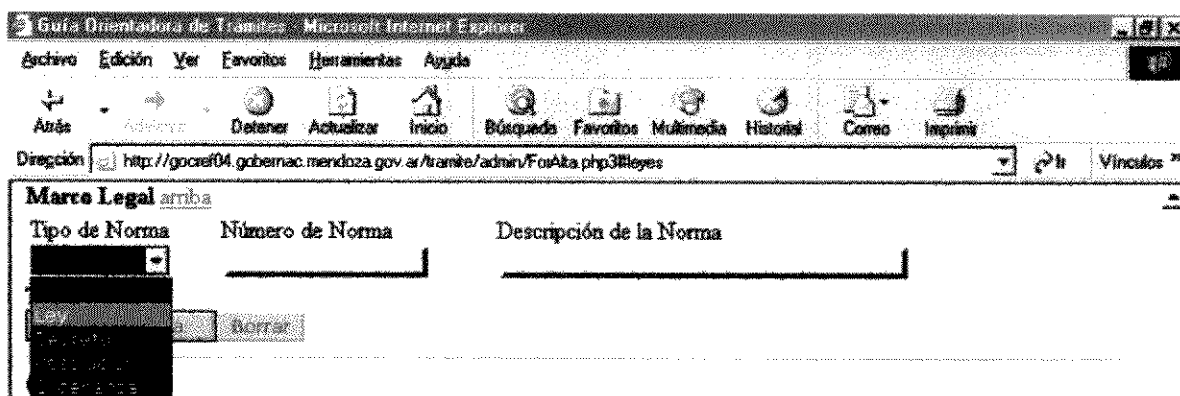 Guía Orientadora de Trámites - Microsoft Internet Explorer
Archivo Edición Ver Favoritos Herramientas Ayuda
Atrás Adelante Detener Actualizar Inicio Búsqueda Favoritos Multimedia Historial Correo Imprimir
Dirección http://gocref04.gobernac.mendoza.gov.ar/tramite/admin/ForAlta.php3#leyes Ir Vínculos »
Marco Legal arriba
Tipo de Norma Número de Norma Descripción de la Norma
Ley
Borrar
Decreto